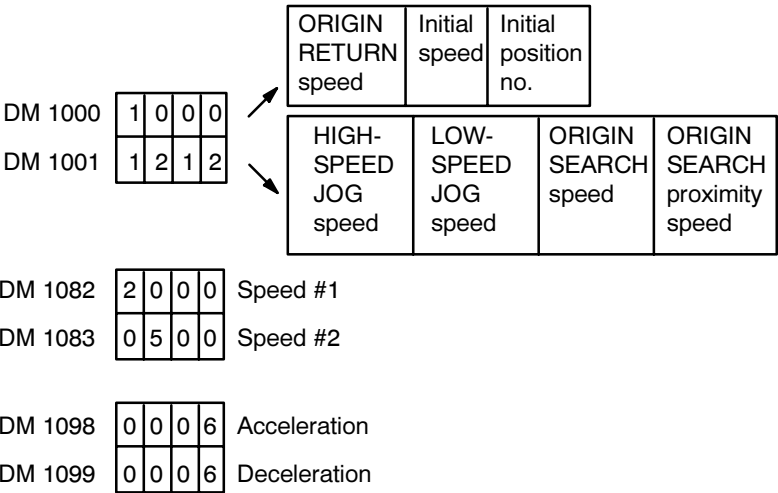 ORIGIN RETURN speed
Initial speed
Initial position no.
DM 1000 1 0 0 0
DM 1001 1 2 1 2
HIGH-SPEED JOG speed
LOW-SPEED JOG speed
ORIGIN SEARCH speed
ORIGIN SEARCH proximity speed
DM 1082 2 0 0 0 Speed #1
DM 1083 0 5 0 0 Speed #2
DM 1098 0 0 0 6 Acceleration
DM 1099 0 0 0 6 Deceleration